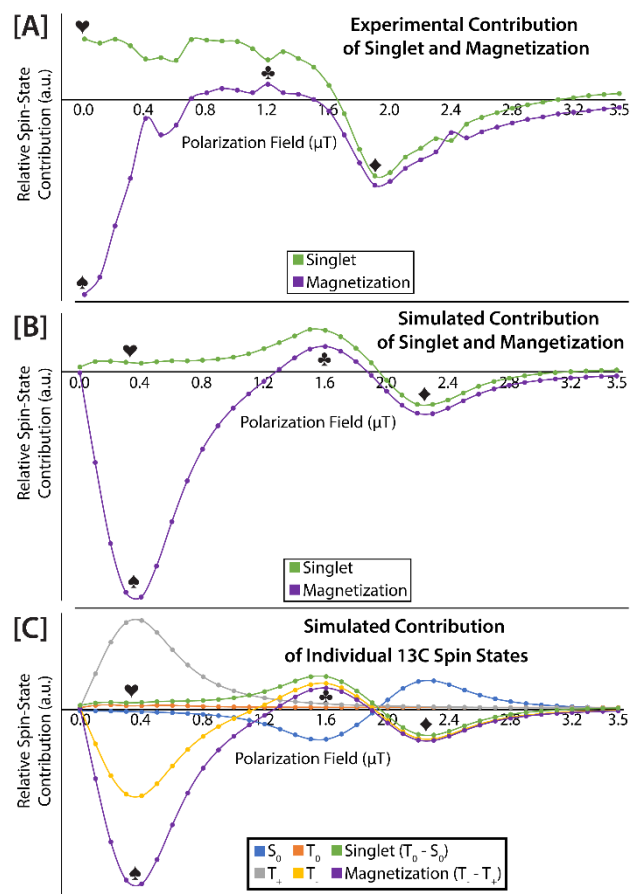 [A]
Experimental Contribution
of Singlet and Magnetization
♥
♣
0.0 0.4 0.8 1.2 1.6 2.0 2.4 2.8 3.2 3.5
Polarization Field (μT)
♦
Relative Spin-State
Contribution (a.u.)
♠
Singlet
Magnetization
[B]
Simulated Contribution
of Singlet and Mangetization
♥
♣
0.0 0.4 0.8 1.2 1.6 2.0 2.4 2.8 3.2 3.5
♦
Polarization Field (μT)
Relative Spin-State
Contribution (a.u.)
♠
Singlet
Magnetization
[C]
Simulated Contribution
of Individual 13C Spin States
♥
♣
0.0 0.4 0.8 1.2 1.6 2.0 2.4 2.8 3.2 3.5
♦
Polarization Field (μT)
Relative Spin-State
Contribution (a.u.)
♠
S₀ T₀ Singlet (T₀ - S₀)
T₊ T₋ Magnetization (T₋ - T₊)